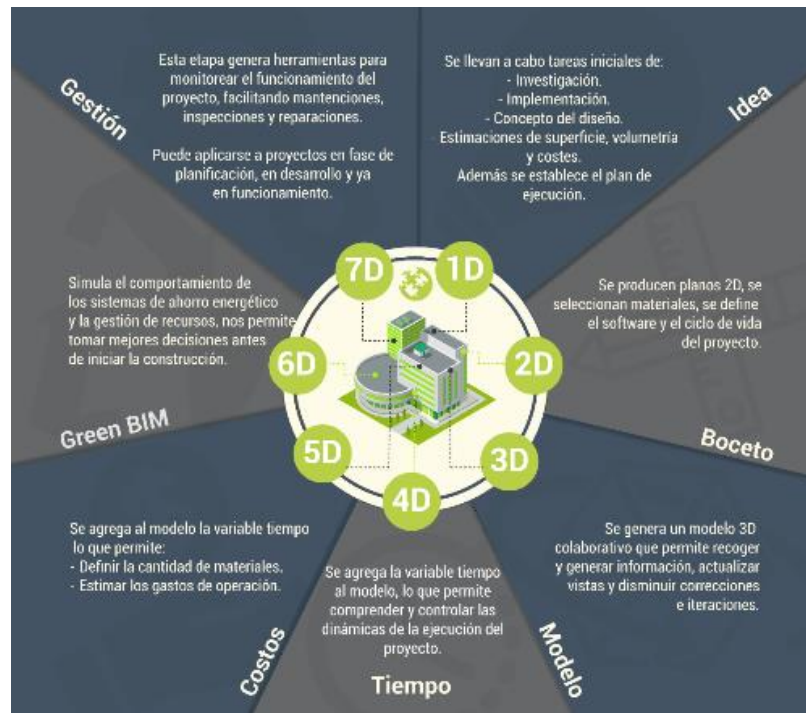 Gestión
Esta etapa genera herramientas para
monitorear el funcionamiento del
proyecto, facilitando mantenciones,
inspecciones y reparaciones.
Puede aplicarse a proyectos en fase de
planificación, en desarrollo y ya
en funcionamiento.
Se llevan a cabo tareas iniciales de:
- Investigación.
- Implementación.
- Concepto del diseño.
Estimaciones de superficie, volumetría
y costes.
Además se establece el plan de
ejecución.
Idea
7D
1D
Simula el comportamiento de
los sistemas de ahorro energético
y la gestión de recursos, nos permite
tomar mejores decisiones antes
de iniciar la construcción.
Green BIM
6D
2D
Se producen planos 2D, se
seleccionan materiales, se define
el software y el ciclo de vida
del proyecto.
Boceto
5D
3D
4D
Se agrega al modelo la variable tiempo
lo que permite:
- Definir la cantidad de materiales.
- Estimar los gastos de operación.
Costos
Se agrega la variable tiempo
al modelo, lo que permite
comprender y controlar las
dinámicas de la ejecución del
proyecto.
Tiempo
Se genera un modelo 3D
colaborativo que permite recoger
y generar información, actualizar
vistas y disminuir correcciones
e iteraciones.
Modelo